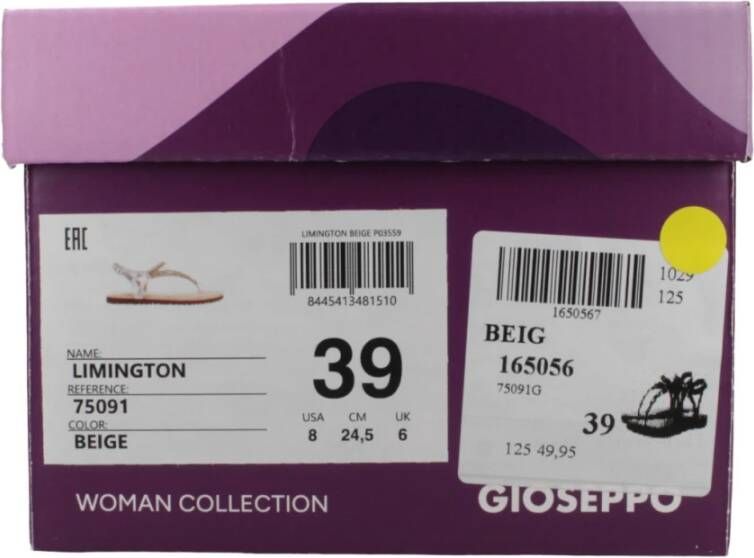 EAC
LIMINGTON BEIGE P03559
8445413481510
NAME:
LIMINGTON
REFERENCE:
75091
COLOR:
BEIGE
39
USA CM UK
8 24,5 6
1029
125
1650567
BEIG
165056
75091G
39
125 49,95
WOMAN COLLECTION
GIOSEPPO